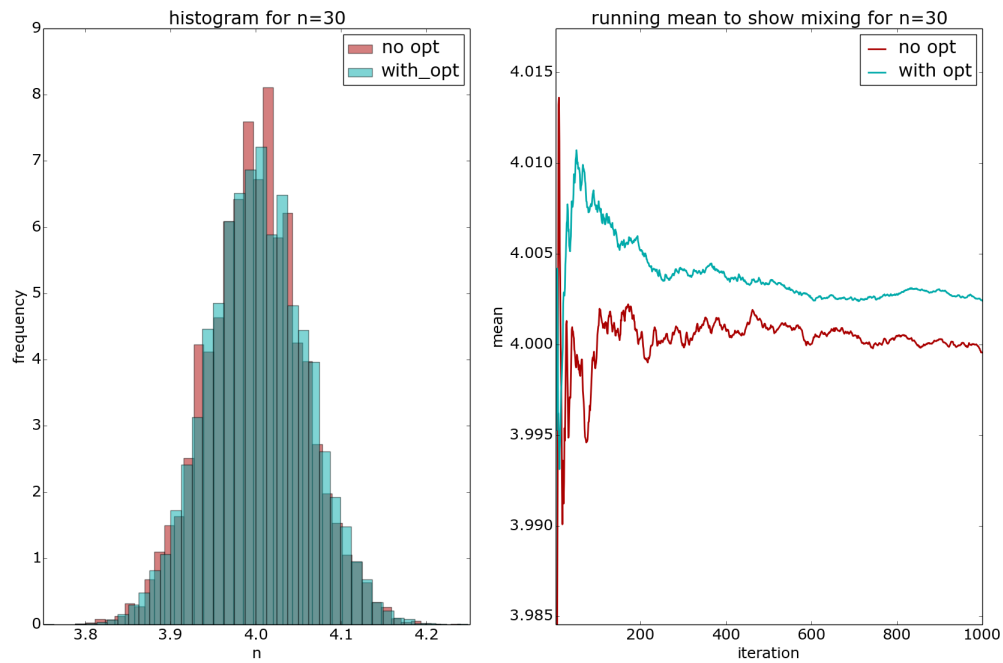 histogram for n=30
9
8
7
6
5
4
3
2
1
0
frequency
3.8 3.9 4.0 4.1 4.2
n
no opt
with_opt
running mean to show mixing for n=30
4.015
4.010
4.005
4.000
3.995
3.990
3.985
mean
200 400 600 800 1000
iteration
no opt
with opt